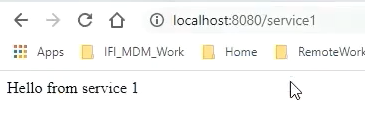 localhost:8080/service1
Apps IFI_MDM_Work Home RemoteWork
Hello from service 1